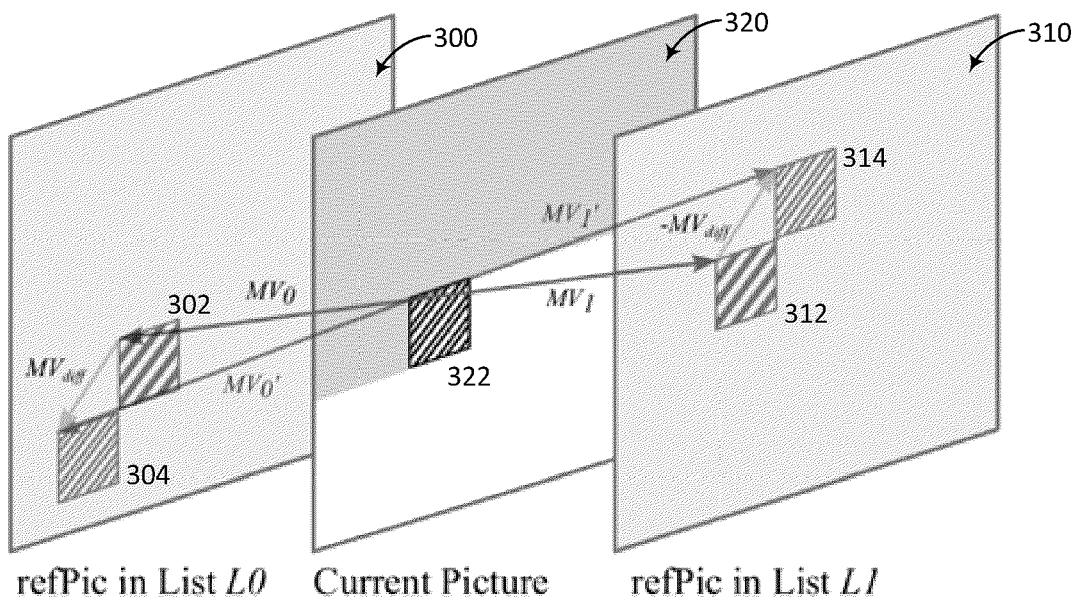 300
320
310
314
MV1'
-MVdiff
MV0
302
MV1
312
MVdiff
MV0'
322
304
refPic in List L0
Current Picture
refPic in List L1